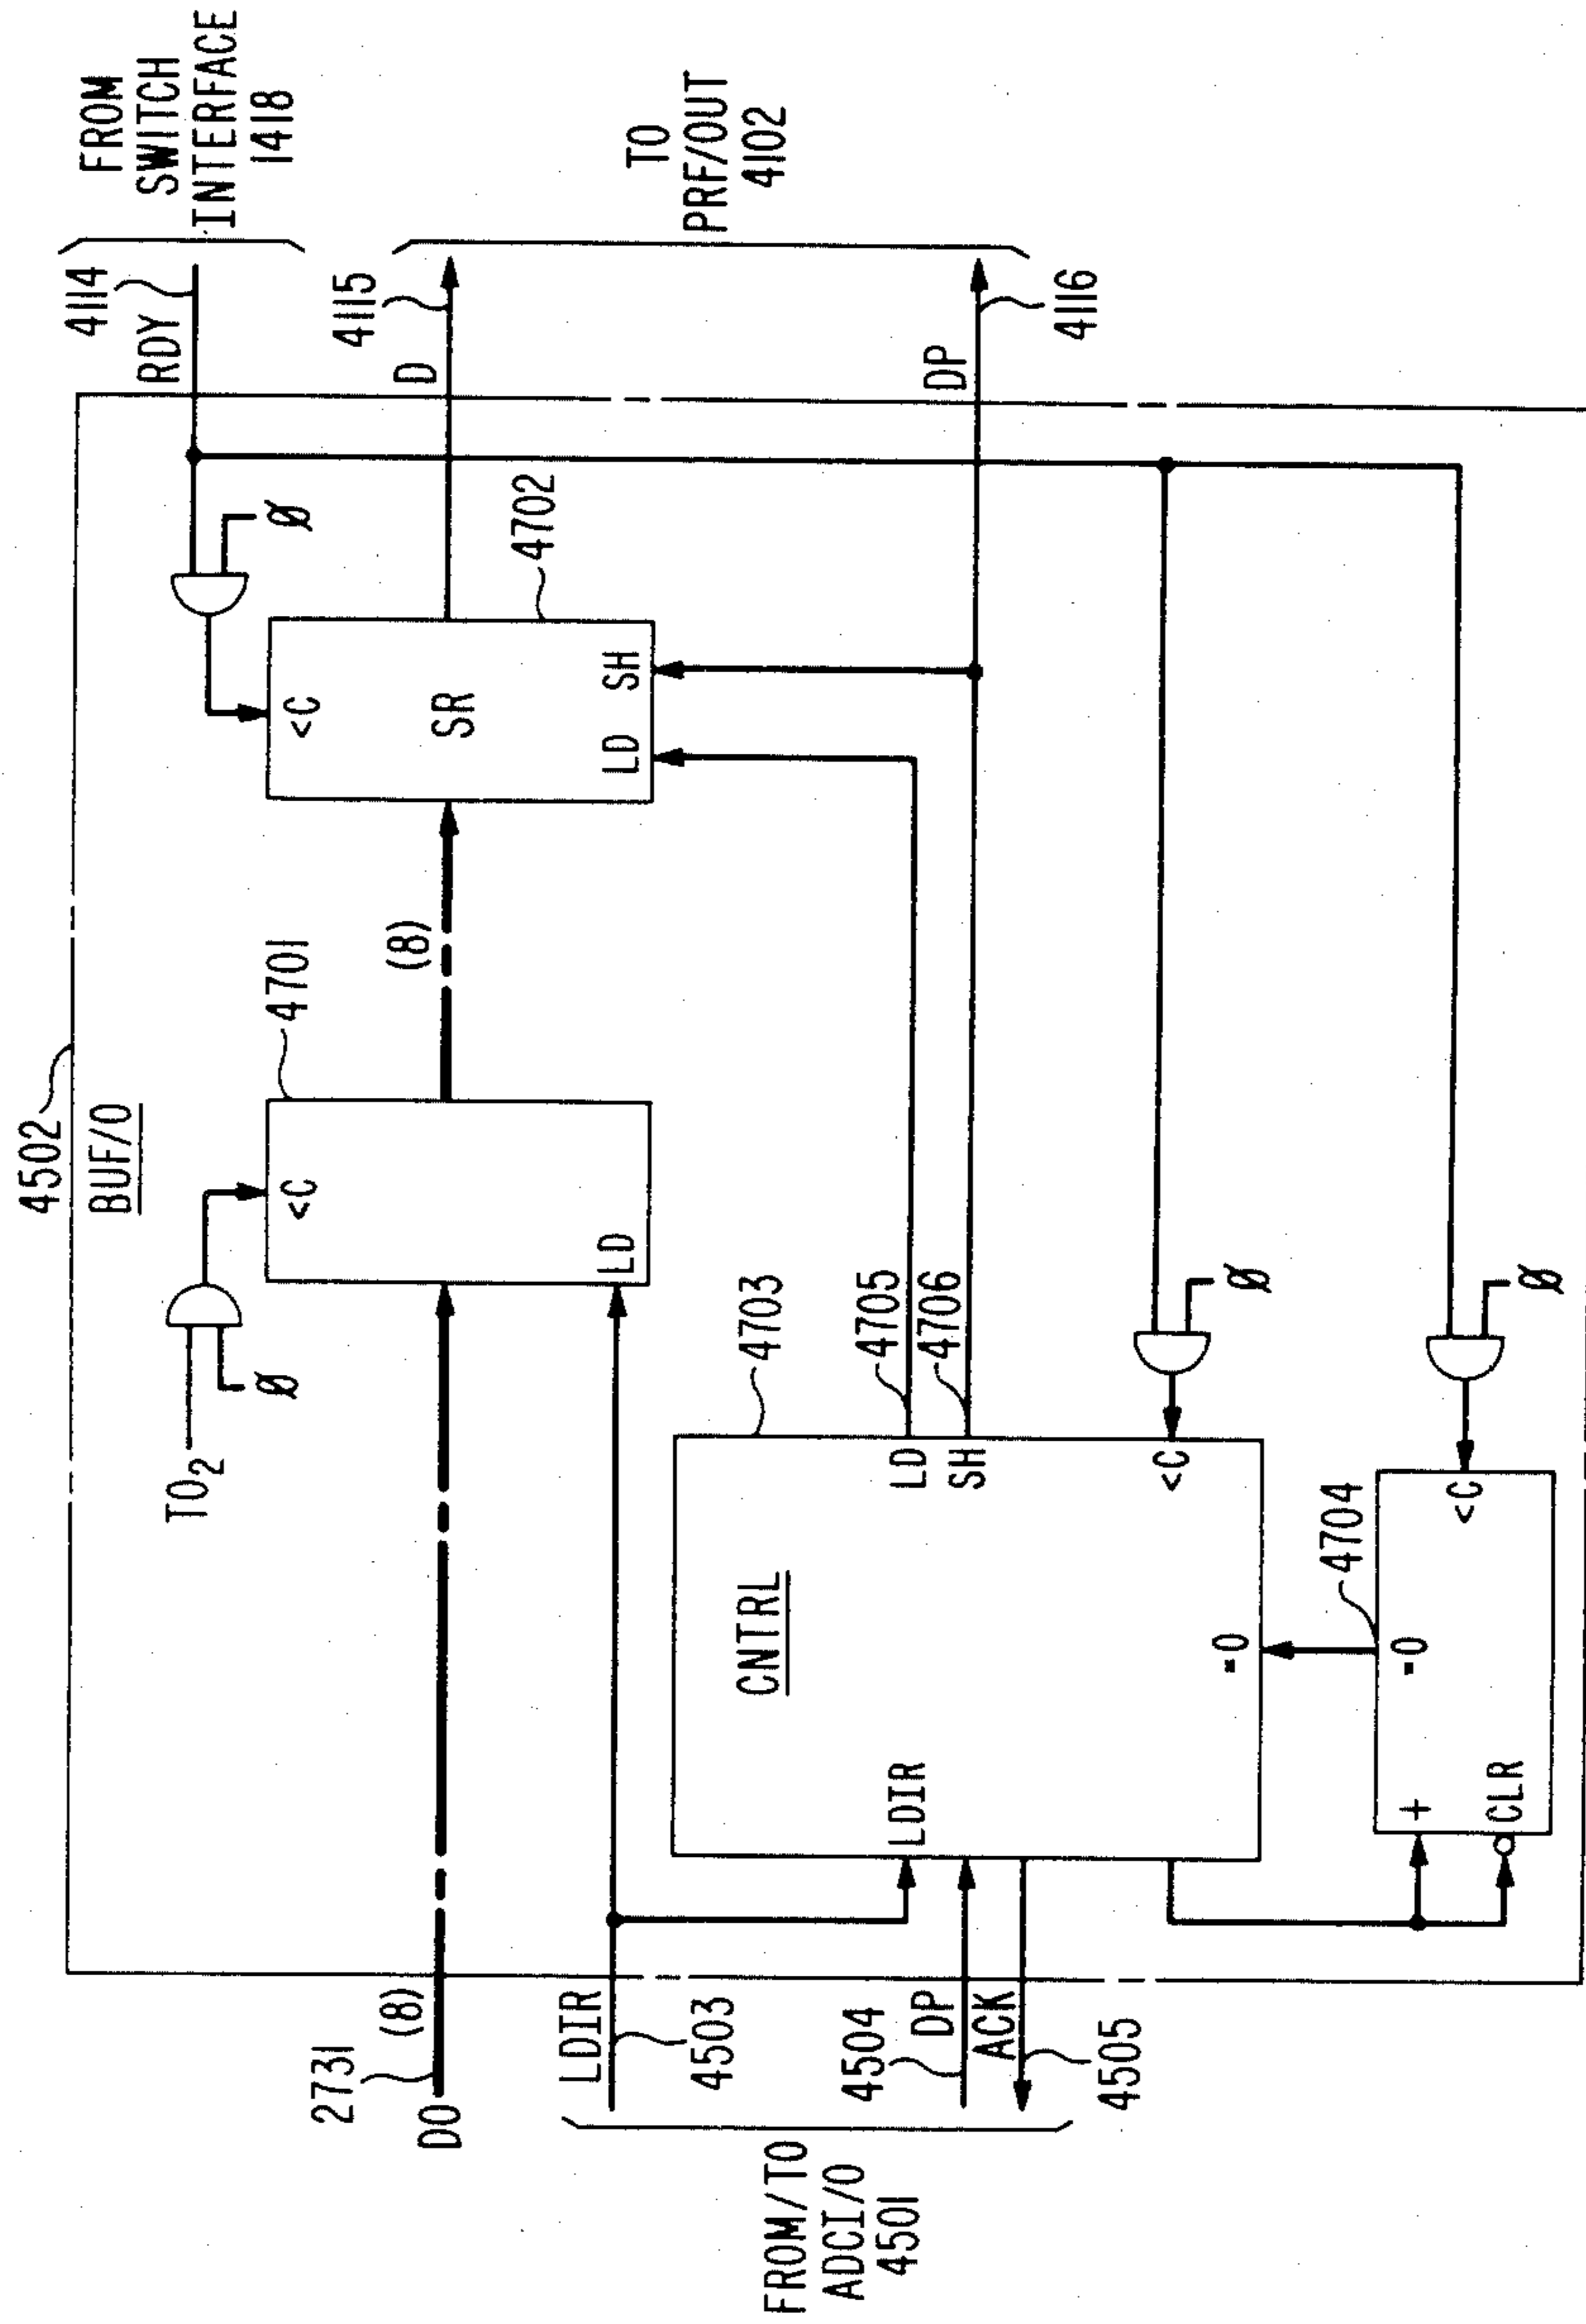 4502
BUF/O
FROM
SWITCH
INTERFACE
1418
4114
RDY
4115
D
TO
PRF/OUT
4102
DP
4116
TO2
Ø
<C
4701
LD
(8)
Ø
<C
SR
4702
LD
SH
2731
(8)
DO
LDIR
4503
4504
DP
ACK
4505
FROM/TO
ADCI/O
4501
CNTRL
4703
LDIR
LD
SH
4705
4706
<C
Ø
=O
4704
=O
+
CLR
<C
Ø